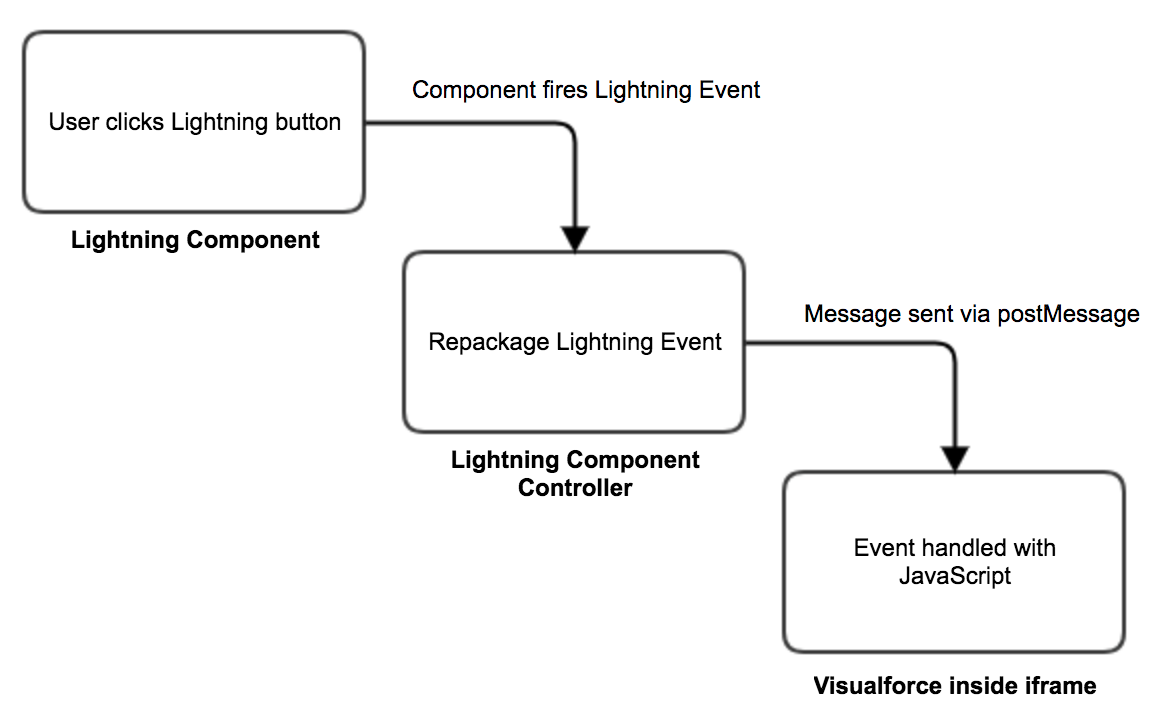 User clicks Lightning button
Component fires Lightning Event
Lightning Component
Repackage Lightning Event
Message sent via postMessage
Lightning Component
Controller
Event handled with
JavaScript
Visualforce inside iframe